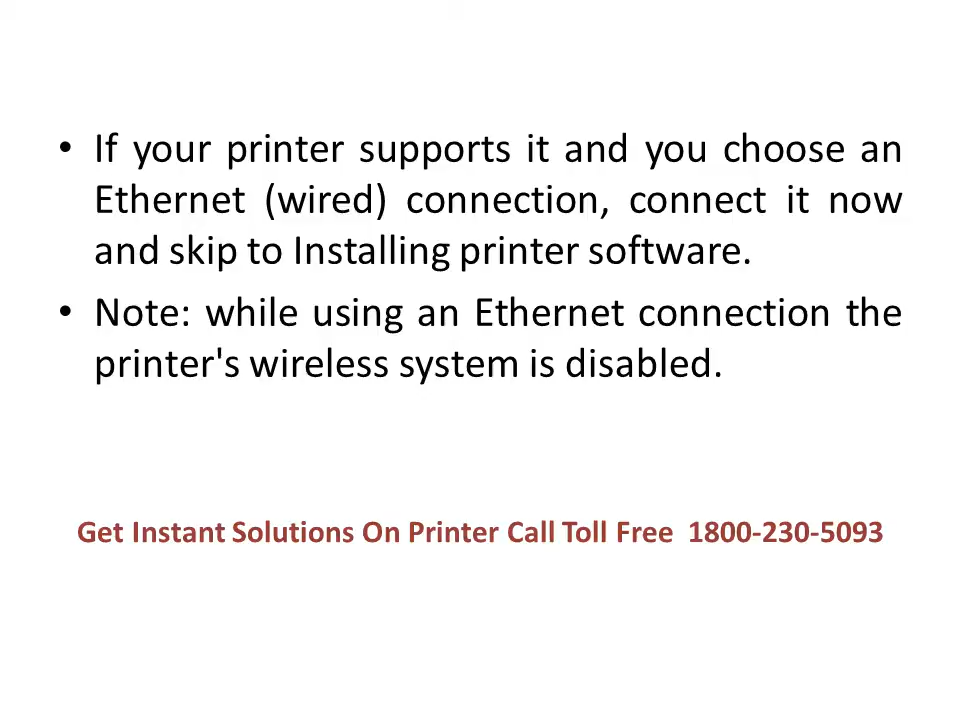 • If your printer supports it and you choose an
Ethernet (wired) connection, connect it now
and skip to Installing printer software.
• Note: while using an Ethernet connection the
printer's wireless system is disabled.
Get Instant Solutions On Printer Call Toll Free 1800-230-5093